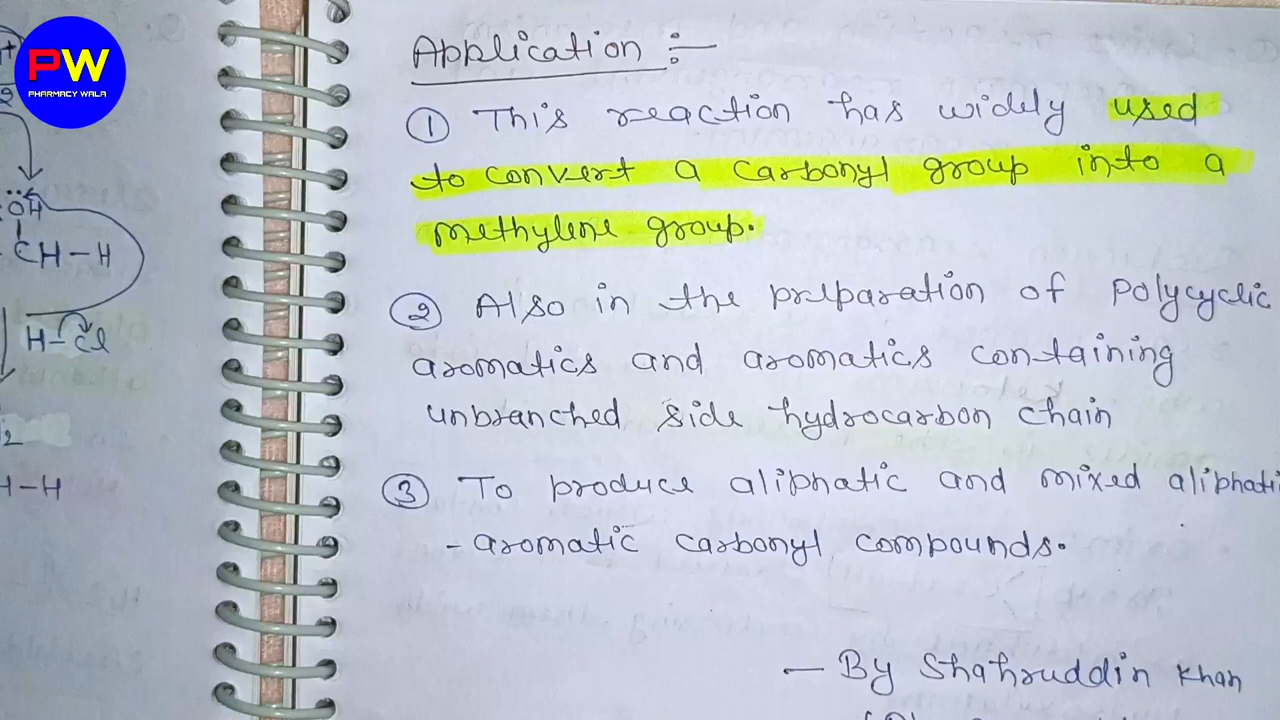 PW
PHARMACY WALA
:OH
CH-H
H-Cl
H-H
Application :-
① This reaction has widely used
to convert a carbonyl group into a
methylene group.
② Also in the preparation of Polycyclic
aromatics and aromatics containing
unbranched side hydrocarbon chain
③ To produce aliphatic and mixed aliphati
- aromatic carbonyl compounds.
- By Shahruddin Khan